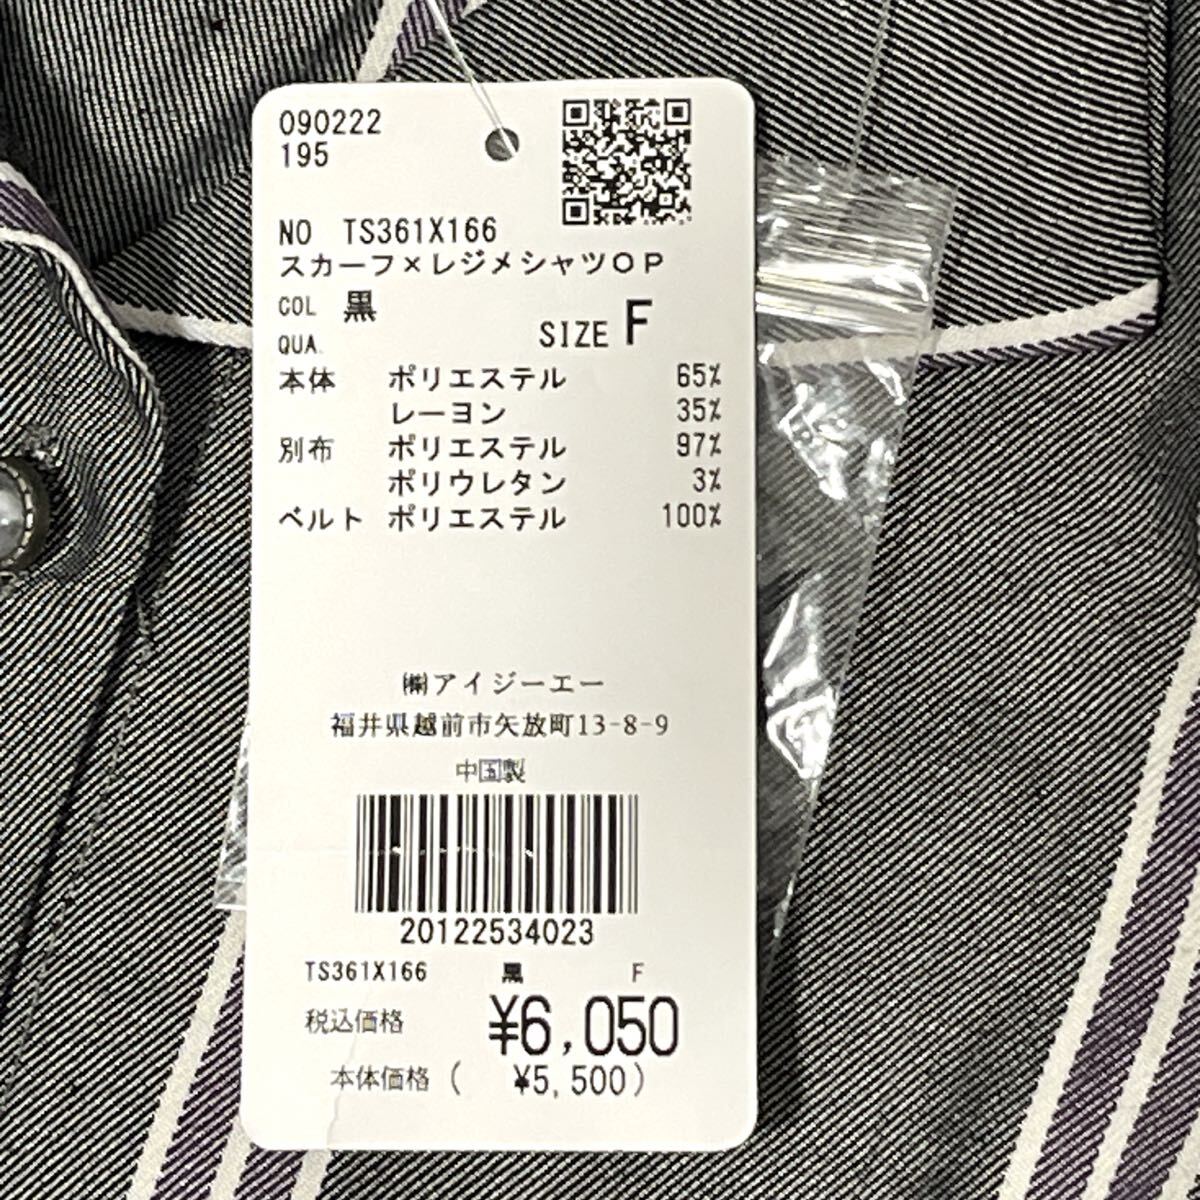 090222
195
NO TS361X166
スカーフ×レジメシャツOP
COL 黒
SIZE F
QUA.
本体 ポリエステル 65%
レーヨン 35%
別布 ポリエステル 97%
ポリウレタン 3%
ベルト ポリエステル 100%
㈱アイジーエー
福井県越前市矢放町13-8-9
中国製
20122534023
TS361X166 黒 F
税込価格 ¥6,050
本体価格( ¥5,500)